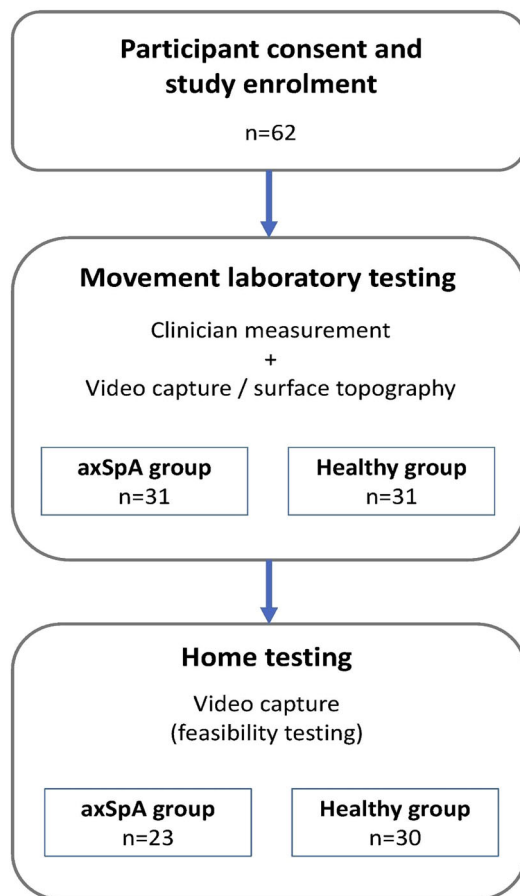 Participant consent and
study enrolment
n=62
Movement laboratory testing
Clinician measurement
+
Video capture / surface topography
axSpA group
n=31
Healthy group
n=31
Home testing
Video capture
(feasibility testing)
axSpA group
n=23
Healthy group
n=30